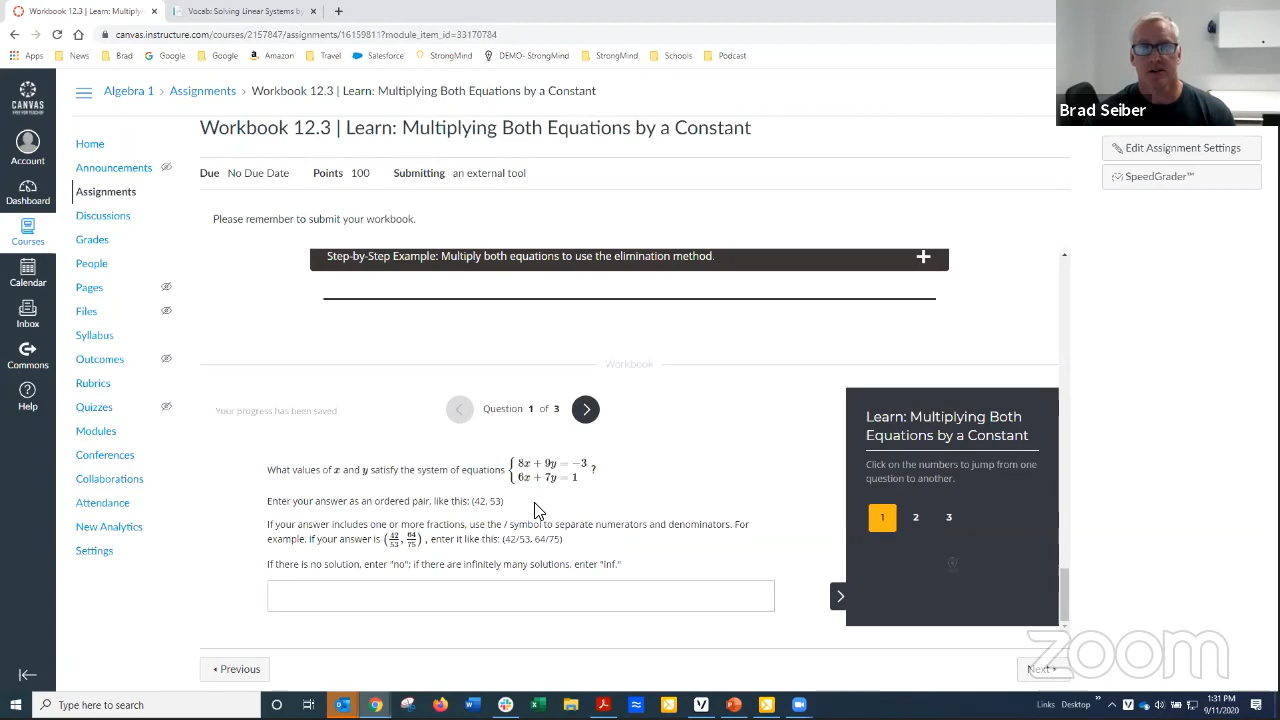 Workbook 12.3 | Learn: Multiply
Vocab: Solving Linear Systems by
canvas.instructure.com/courses/2157847/assignments/16159811?module_item_id=33170784
Apps News Brad Google Google Amazon Travel Salesforce StrongMind DEMO- StrongMind StrongMind Schools Podcast
Brad Seiber
CANVAS
FREE FOR TEACHER
Account
Dashboard
Courses
Calendar
Inbox
Commons
Help
Algebra 1 > Assignments > Workbook 12.3 | Learn: Multiplying Both Equations by a Constant
Home
Announcements
Assignments
Discussions
Grades
People
Pages
Files
Syllabus
Outcomes
Rubrics
Quizzes
Modules
Conferences
Collaborations
Attendance
New Analytics
Settings
Workbook 12.3 | Learn: Multiplying Both Equations by a Constant
Due No Due Date Points 100 Submitting an external tool
Please remember to submit your workbook.
Step-by-Step Example: Multiply both equations to use the elimination method.
Workbook
Your progress has been saved.
Question 1 of 3
What values of x and y satisfy the system of equations { 8x + 9y = −3
6x + 7y = 1 ?
Enter your answer as an ordered pair, like this: (42, 53)
If your answer includes one or more fractions, use the / symbol to separate numerators and denominators. For
example, if your answer is (42/53, 64/75), enter it like this: (42/53, 64/75)
If there is no solution, enter "no"; if there are infinitely many solutions, enter "inf."
Learn: Multiplying Both
Equations by a Constant
Click on the numbers to jump from one
question to another.
1 2 3
Edit Assignment Settings
SpeedGrader™
Previous
Next
zoom
Type here to search
Links Desktop
1:31 PM
9/11/2020